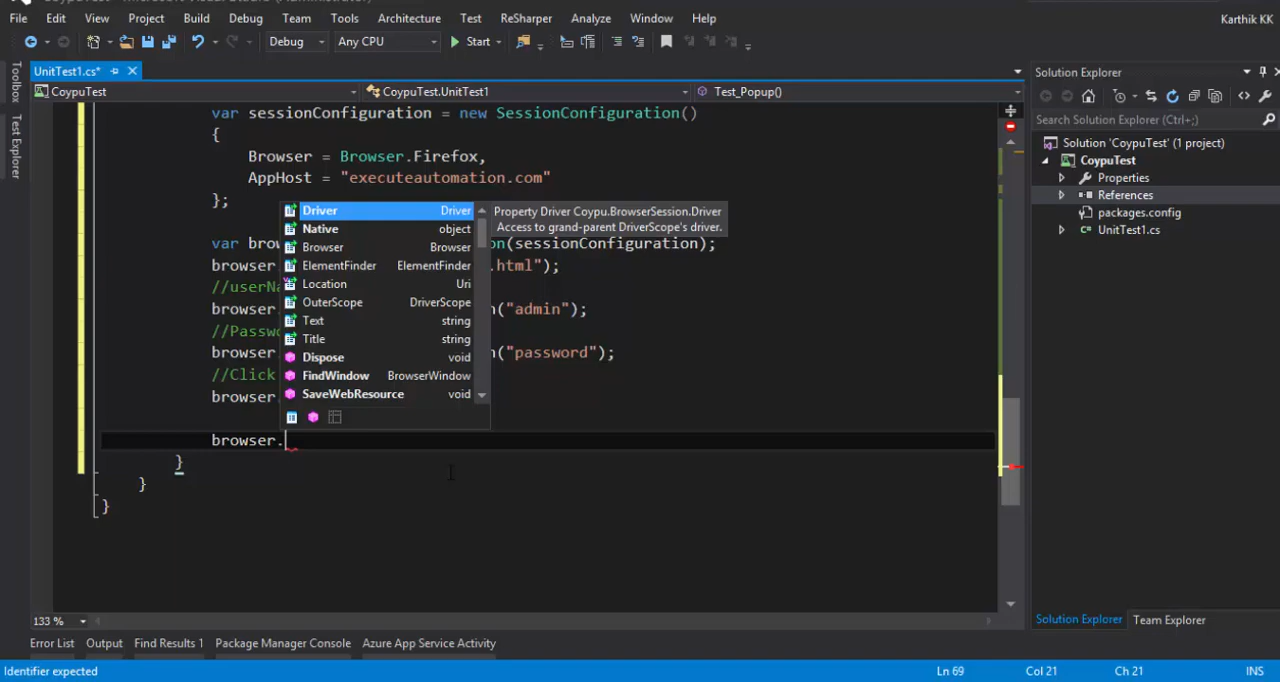 CoypuTest - Microsoft Visual Studio (Administrator)
File Edit View Project Build Debug Team Tools Architecture Test ReSharper Analyze Window Help
Karthik KK
Debug Any CPU Start
UnitTest1.cs*
CoypuTest CoypuTest.UnitTest1 Test_Popup()
Toolbox
Test Explorer
var sessionConfiguration = new SessionConfiguration()
{
Browser = Browser.Firefox,
AppHost = "executeautomation.com"
};
var brow on(sessionConfiguration);
browser .html");
//userNa
browser n("admin");
//Passwo
browser. n("password");
//Click
browser.
browser.
}
}
}
Driver Driver
Native object
Browser Browser
ElementFinder ElementFinder
Location Uri
OuterScope DriverScope
Text string
Title string
Dispose void
FindWindow BrowserWindow
SaveWebResource void
Property Driver Coypu.BrowserSession.Driver
Access to grand-parent DriverScope's driver.
133 %
Solution Explorer
Search Solution Explorer (Ctrl+;)
Solution 'CoypuTest' (1 project)
CoypuTest
Properties
References
packages.config
UnitTest1.cs
Solution Explorer Team Explorer
Error List Output Find Results 1 Package Manager Console Azure App Service Activity
Identifier expected Ln 69 Col 21 Ch 21 INS